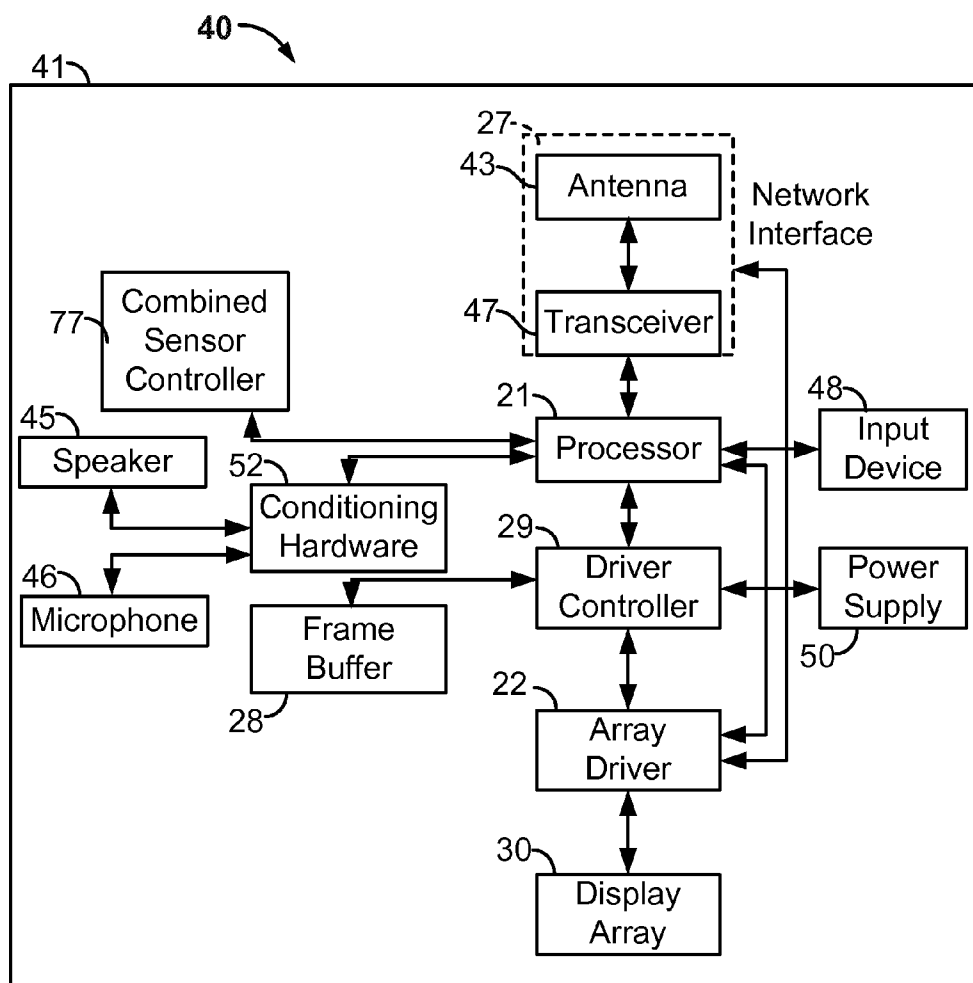 40
41
27
43
Antenna
Network
Interface
Combined
Sensor
Controller
77
47
Transceiver
45
Speaker
21
Processor
48
Input
Device
52
Conditioning
Hardware
29
Driver
Controller
Power
Supply
50
46
Microphone
Frame
Buffer
28
22
Array
Driver
30
Display
Array